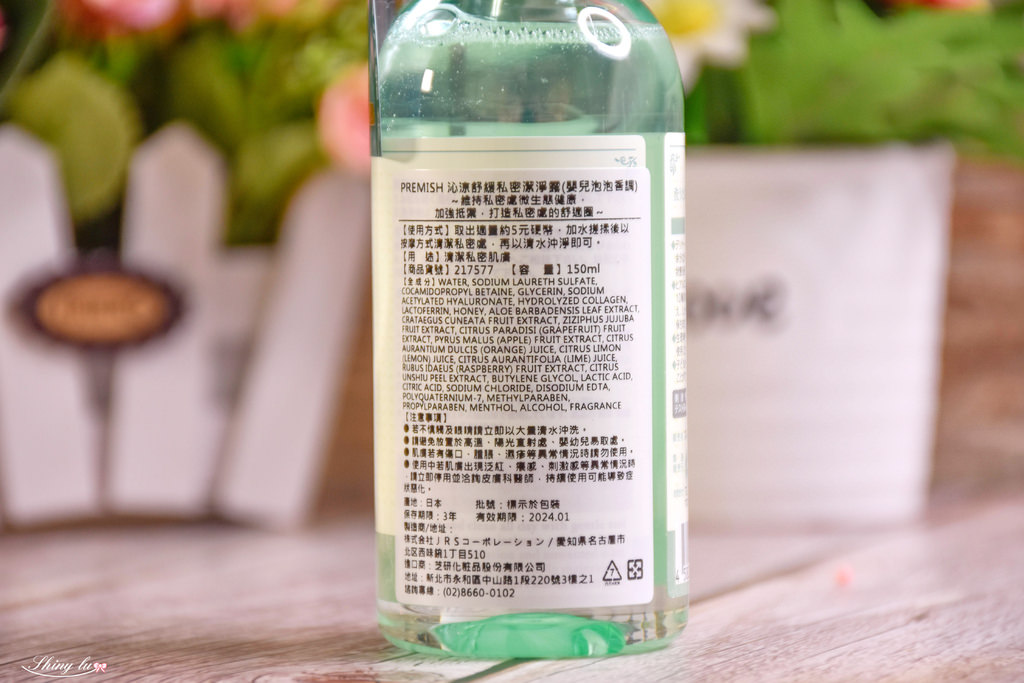 PREMISH 沁涼舒緩私密潔淨露(嬰兒泡泡香調)
~維持私密處微生態健康,
加強抵禦,打造私密處的舒適圈~
【使用方式】取出適量約5元硬幣,加水搓揉後以
按摩方式清潔私密處,再以清水沖淨即可。
【用 途】清潔私密肌膚
【商品貨號】217577 【容 量】150ml
【全成分】WATER, SODIUM LAURETH SULFATE,
COCAMIDOPROPYL BETAINE, GLYCERIN, SODIUM
ACETYLATED HYALURONATE, HYDROLYZED COLLAGEN,
LACTOFERRIN, HONEY, ALOE BARBADENSIS LEAF EXTRACT,
CRATAEGUS CUNEATA FRUIT EXTRACT, ZIZIPHUS JUJUBA
FRUIT EXTRACT, CITRUS PARADISI (GRAPEFRUIT) FRUIT
EXTRACT, PYRUS MALUS (APPLE) FRUIT EXTRACT, CITRUS
AURANTIUM DULCIS (ORANGE) JUICE, CITRUS LIMON
(LEMON) JUICE, CITRUS AURANTIFOLIA (LIME) JUICE,
RUBUS IDAEUS (RASPBERRY) FRUIT EXTRACT, CITRUS
UNSHIU PEEL EXTRACT, BUTYLENE GLYCOL, LACTIC ACID,
CITRIC ACID, SODIUM CHLORIDE, DISODIUM EDTA,
POLYQUATERNIUM-7, METHYLPARABEN,
PROPYLPARABEN, MENTHOL, ALCOHOL, FRAGRANCE
【注意事項】
●若不慎觸及眼睛請立即以大量清水沖洗。
●請避免放置於高溫、陽光直射處、嬰幼兒易取處。
●肌膚若有傷口、腫脹、濕疹等異常情況時請勿使用。
●使用中若肌膚出現泛紅、癢感、刺激感等異常情況時
,請立即停用並洽詢皮膚科醫師,持續使用可能導致症
狀惡化。
產地:日本 批號:標示於包裝
保存期限:3年 有效期限:2024.01
製造商/地址:
株式会社JRSコーポレーション/愛知県名古屋市
北区西味鋺1丁目510
進口商:芝研化粧品股份有限公司
地址:新北市永和區中山路1段220號3樓之1
諮詢專線:(02)8660-0102
7
Shiny lu